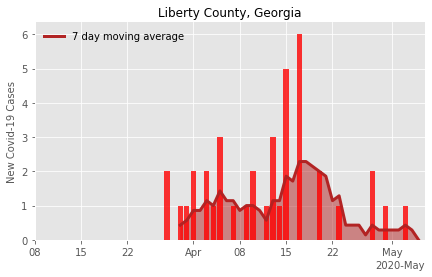 Liberty County, Georgia
7 day moving average
New Covid-19 Cases
6
5
4
3
2
1
0
08 15 22 Apr 08 15 22 May
2020-May